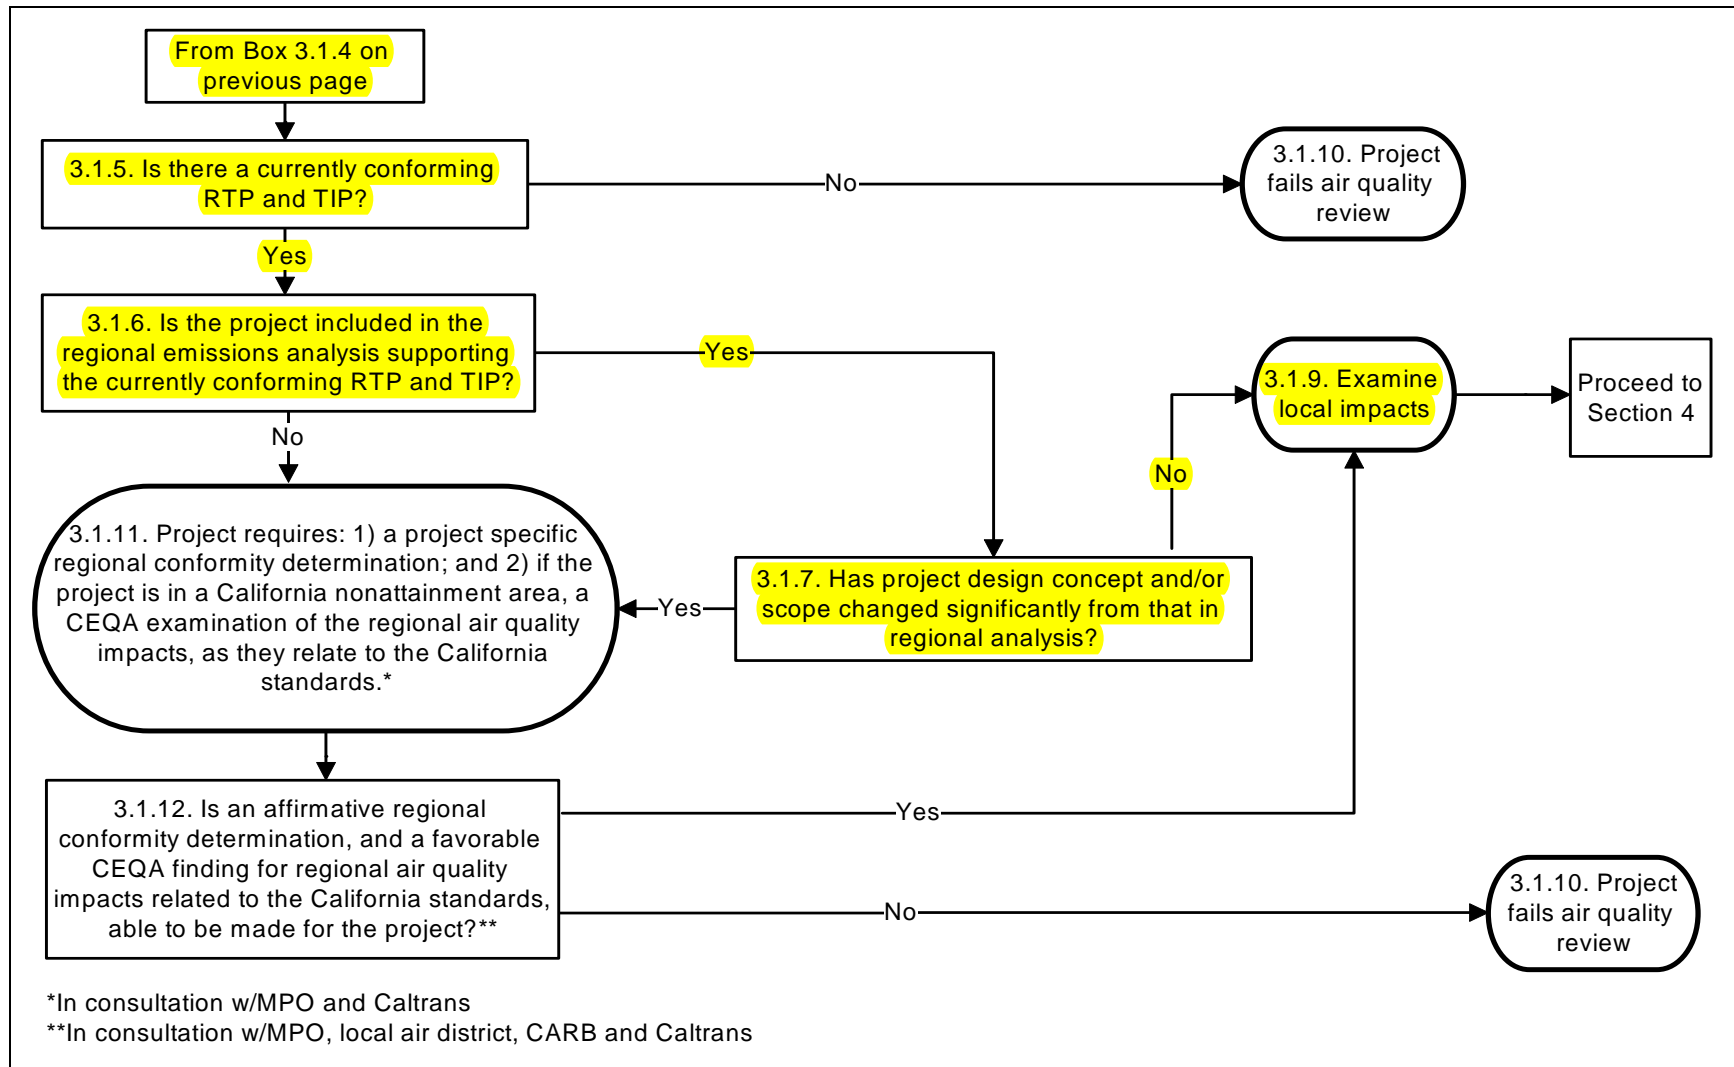 From Box 3.1.4 on
previous page
3.1.5. Is there a currently conforming
RTP and TIP?
No
3.1.10. Project
fails air quality
review
Yes
3.1.6. Is the project included in the
regional emissions analysis supporting
the currently conforming RTP and TIP?
Yes
3.1.9. Examine
local impacts
Proceed to
Section 4
No
No
3.1.11. Project requires: 1) a project specific
regional conformity determination; and 2) if the
project is in a California nonattainment area, a
CEQA examination of the regional air quality
impacts, as they relate to the California
standards.*
Yes
3.1.7. Has project design concept and/or
scope changed significantly from that in
regional analysis?
3.1.12. Is an affirmative regional
conformity determination, and a favorable
CEQA finding for regional air quality
impacts related to the California standards,
able to be made for the project?**
Yes
No
3.1.10. Project
fails air quality
review
*In consultation w/MPO and Caltrans
**In consultation w/MPO, local air district, CARB and Caltrans